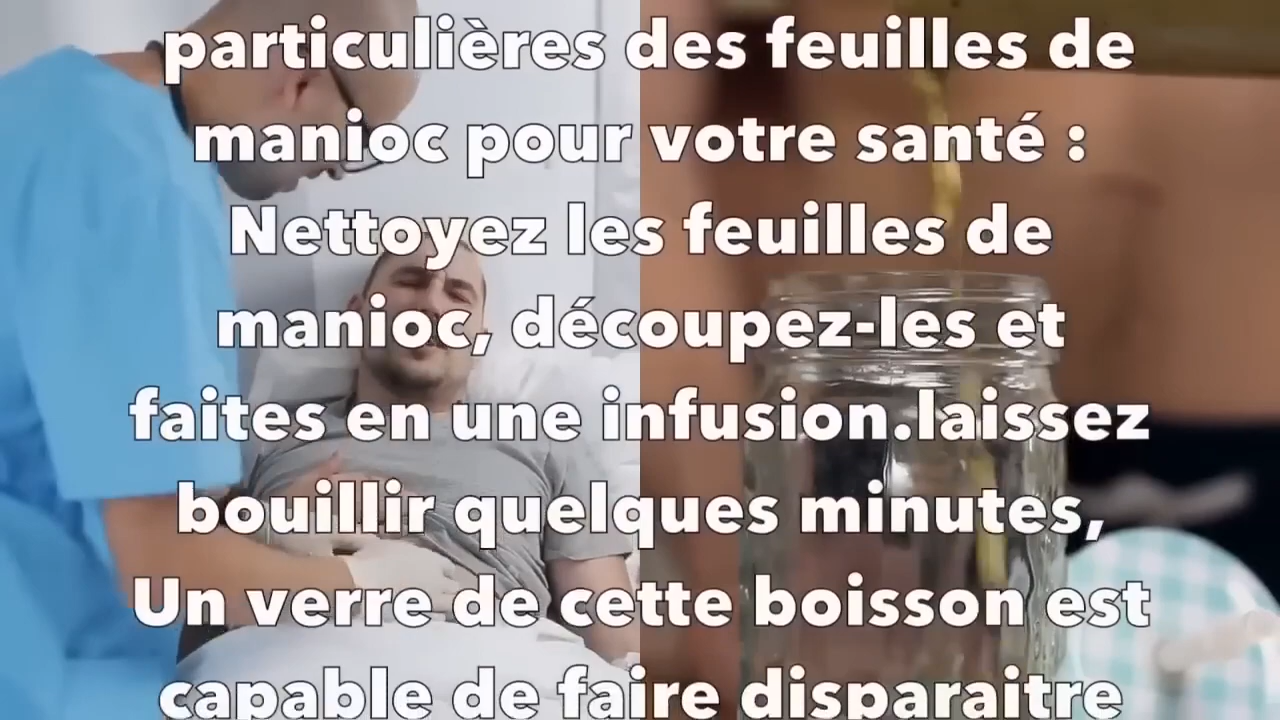 particulières des feuilles de
manioc pour votre santé :
Nettoyez les feuilles de
manioc, découpez-les et
faites en une infusion.laissez
bouillir quelques minutes,
Un verre de cette boisson est
capable de faire disparaitre